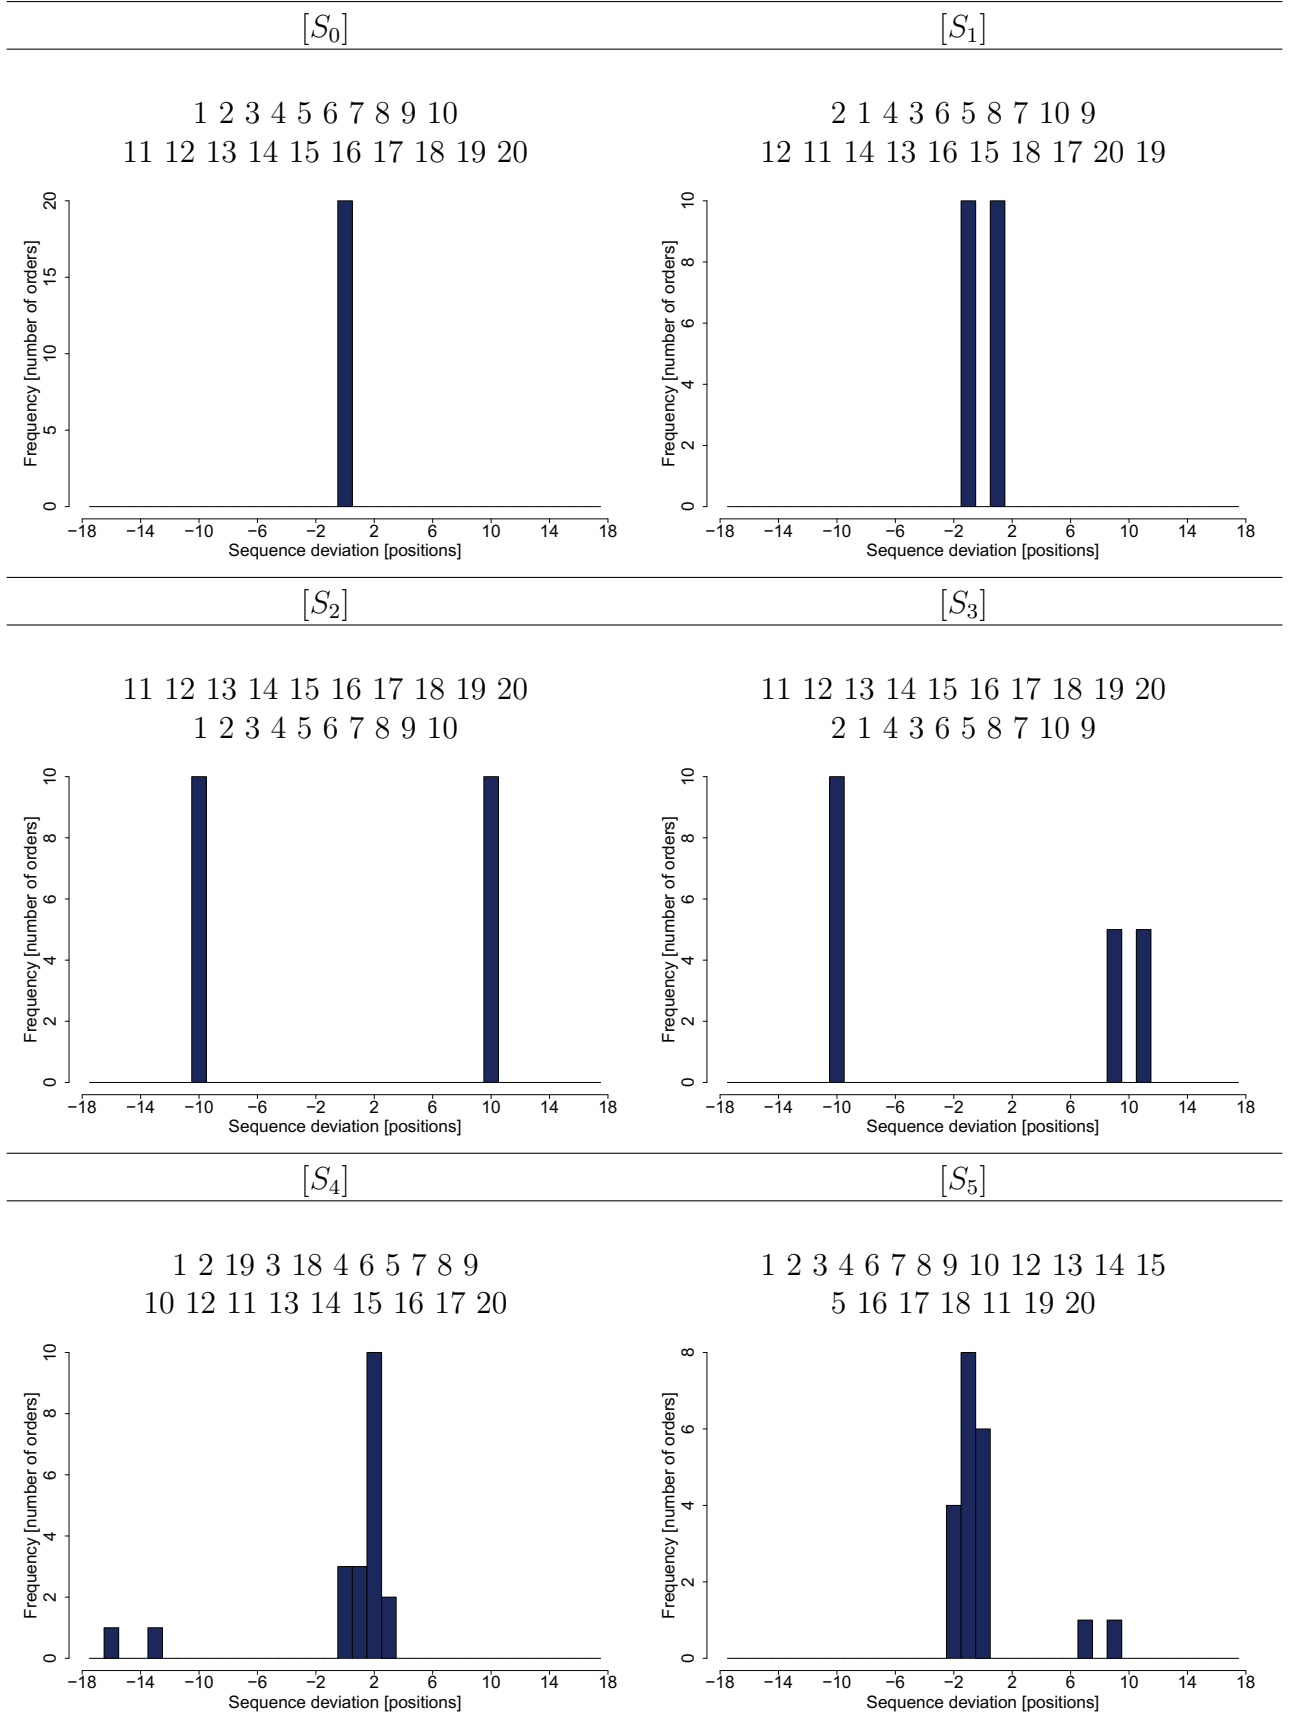 [S0] [S1]
1 2 3 4 5 6 7 8 9 10
11 12 13 14 15 16 17 18 19 20
Frequency [number of orders]
20
15
10
5
0
−18 −14 −10 −6 −2 2 6 10 14 18
Sequence deviation [positions]
2 1 4 3 6 5 8 7 10 9
12 11 14 13 16 15 18 17 20 19
Frequency [number of orders]
10
8
6
4
2
0
−18 −14 −10 −6 −2 2 6 10 14 18
Sequence deviation [positions]
[S2] [S3]
11 12 13 14 15 16 17 18 19 20
1 2 3 4 5 6 7 8 9 10
Frequency [number of orders]
10
8
6
4
2
0
−18 −14 −10 −6 −2 2 6 10 14 18
Sequence deviation [positions]
11 12 13 14 15 16 17 18 19 20
2 1 4 3 6 5 8 7 10 9
Frequency [number of orders]
10
8
6
4
2
0
−18 −14 −10 −6 −2 2 6 10 14 18
Sequence deviation [positions]
[S4] [S5]
1 2 19 3 18 4 6 5 7 8 9
10 12 11 13 14 15 16 17 20
Frequency [number of orders]
10
8
6
4
2
0
−18 −14 −10 −6 −2 2 6 10 14 18
Sequence deviation [positions]
1 2 3 4 6 7 8 9 10 12 13 14 15
5 16 17 18 11 19 20
Frequency [number of orders]
8
6
4
2
0
−18 −14 −10 −6 −2 2 6 10 14 18
Sequence deviation [positions]